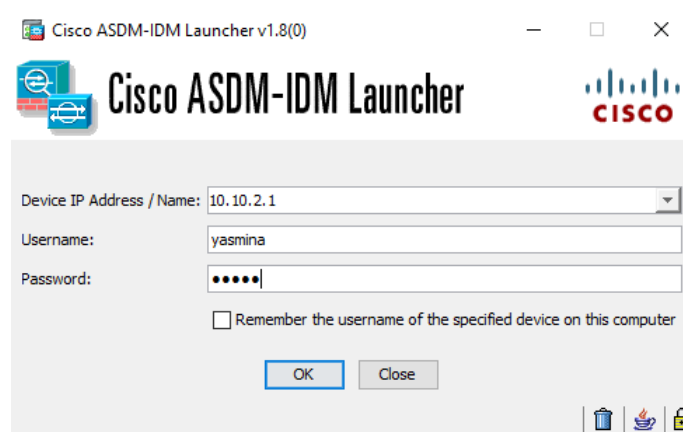 Cisco ASDM-IDM Launcher v1.8(0)
Cisco ASDM-IDM Launcher
CISCO
Device IP Address / Name: 10.10.2.1
Username: yasmina
Password: •••••
Remember the username of the specified device on this computer
OK Close